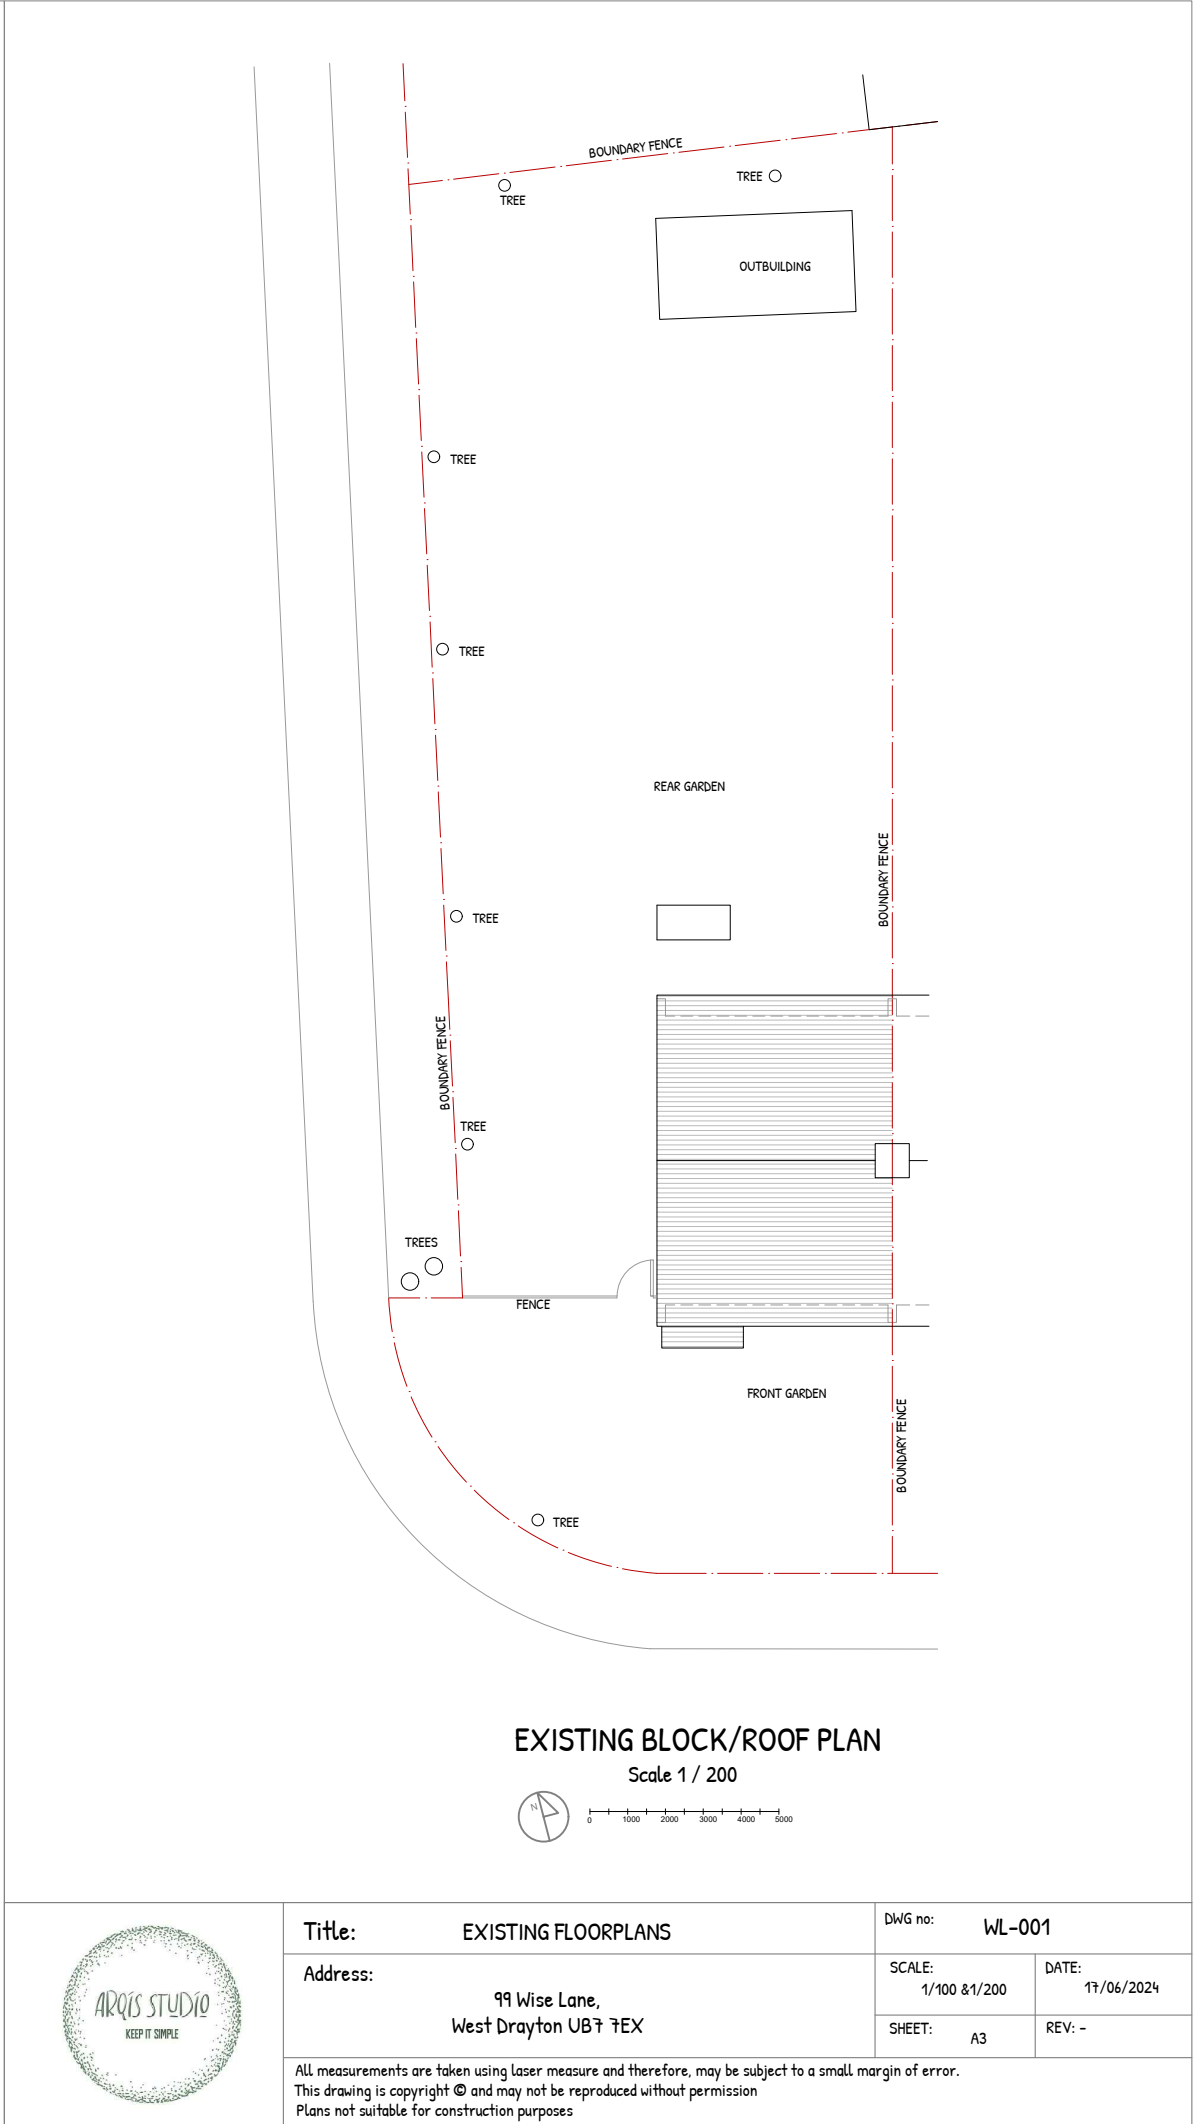 BOUNDARY FENCE
TREE
TREE
OUTBUILDING
TREE
TREE
REAR GARDEN
BOUNDARY FENCE
TREE
BOUNDARY FENCE
TREE
TREES
FENCE
FRONT GARDEN
BOUNDARY FENCE
TREE
EXISTING BLOCK/ROOF PLAN
Scale 1 / 200
N
0 1000 2000 3000 4000 5000
ARQIS STUDIO
KEEP IT SIMPLE
Title: EXISTING FLOORPLANS
DWG no: WL-001
Address:
99 Wise Lane,
West Drayton UB7 7EX
SCALE:
1/100 &1/200
DATE:
17/06/2024
SHEET: A3
REV: -
All measurements are taken using laser measure and therefore, may be subject to a small margin of error.
This drawing is copyright © and may not be reproduced without permission
Plans not suitable for construction purposes